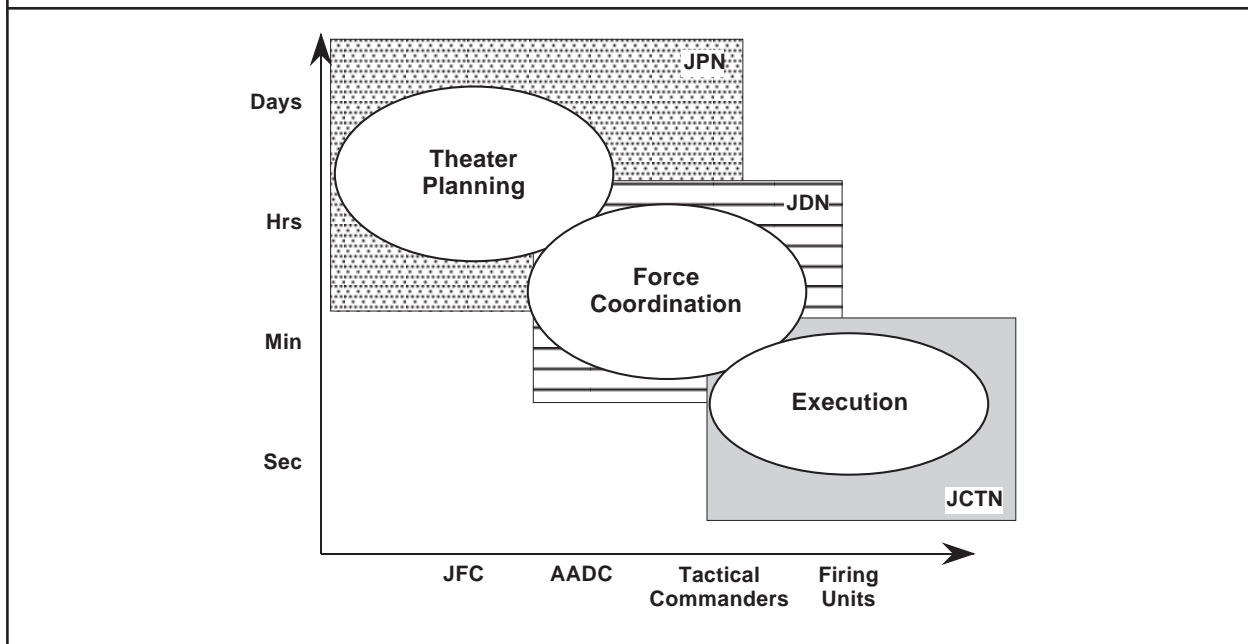 JPN
Days
Theater
Planning
JDN
Hrs
Force
Coordination
Min
Execution
Sec
JCTN
JFC
AADC
Tactical
Commanders
Firing
Units